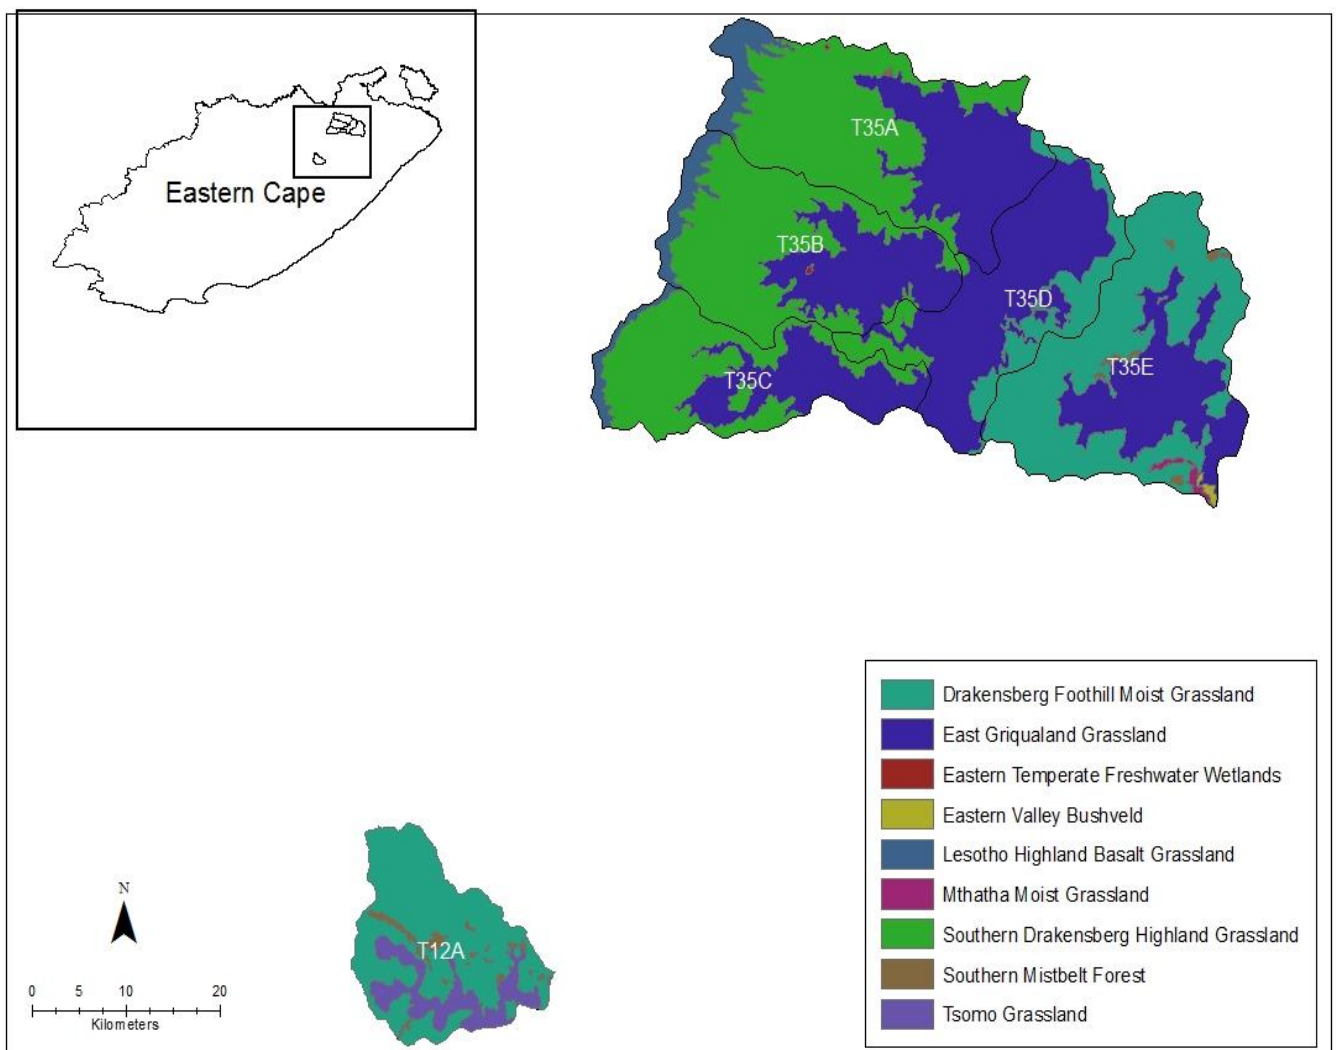 Eastern Cape
T35A
T35B
T35D
T35E
T35C
T12A
N
0 5 10 20
Kilometers
Drakensberg Foothill Moist Grassland
East Griqualand Grassland
Eastern Temperate Freshwater Wetlands
Eastern Valley Bushveld
Lesotho Highland Basalt Grassland
Mthatha Moist Grassland
Southern Drakensberg Highland Grassland
Southern Mistbelt Forest
Tsomo Grassland